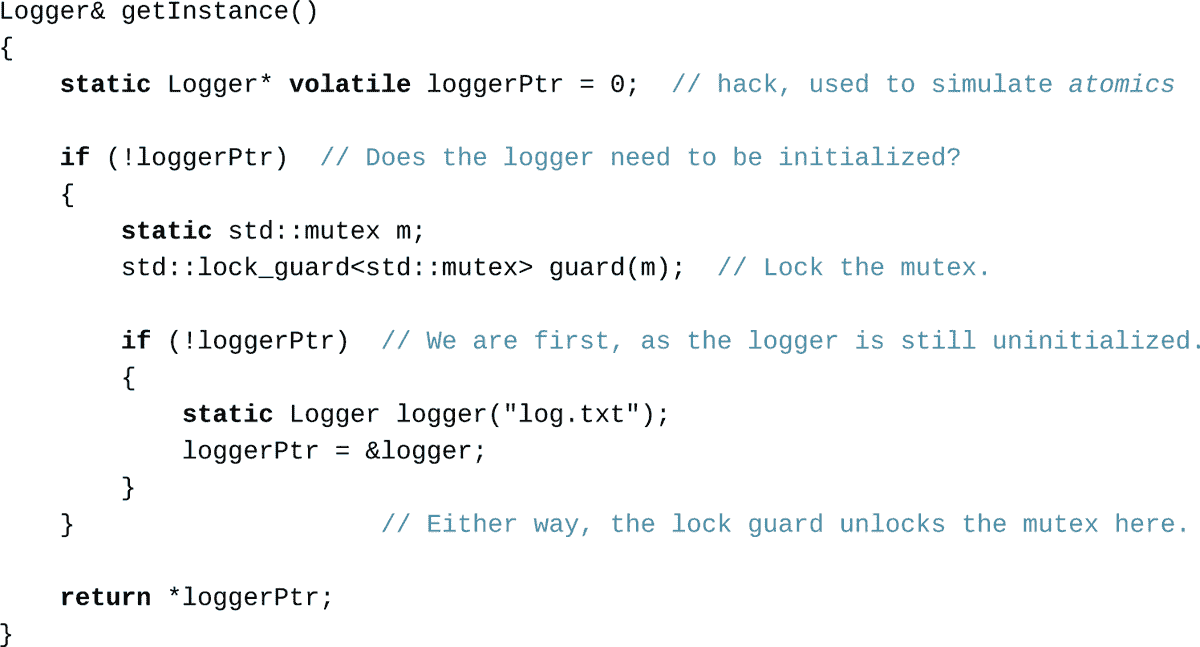 Logger& getInstance()
{
    static Logger* volatile loggerPtr = 0;  // hack, used to simulate atomics

    if (!loggerPtr)  // Does the logger need to be initialized?
    {
        static std::mutex m;
        std::lock_guard<std::mutex> guard(m);  // Lock the mutex.

        if (!loggerPtr)  // We are first, as the logger is still uninitialized.
        {
            static Logger logger("log.txt");
            loggerPtr = &logger;
        }
    }                    // Either way, the lock guard unlocks the mutex here.

    return *loggerPtr;
}